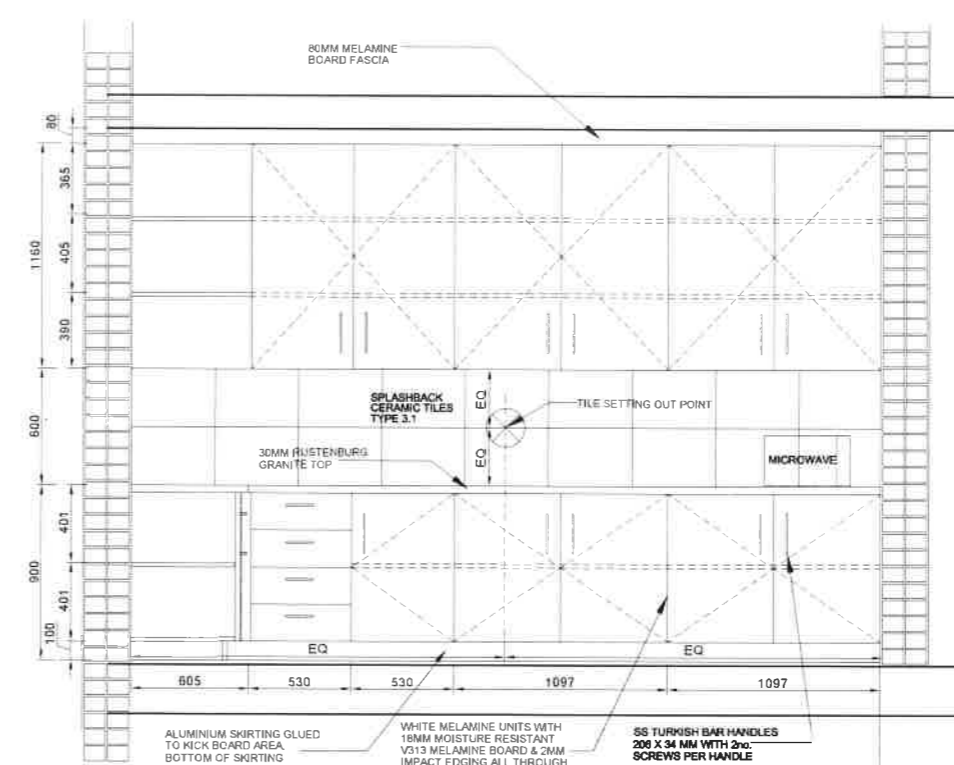 80MM MELAMINE
BOARD FASCIA
80
365
1160
405
390
SPLASHBACK
CERAMIC TILES
TYPE 3.1
EQ
TILE SETTING OUT POINT
600
EQ
30MM RUSTENBURG
GRANITE TOP
MICROWAVE
401
900
401
100
EQ
EQ
605
530
530
1097
1097
ALUMINIUM SKIRTING GLUED
TO KICK BOARD AREA.
BOTTOM OF SKIRTING
WHITE MELAMINE UNITS WITH
16MM MOISTURE RESISTANT
V313 MELAMINE BOARD & 2MM
IMPACT EDGING ALL THROUGH
SS TURKISH BAR HANDLES
206 X 34 MM WITH 2no.
SCREWS PER HANDLE